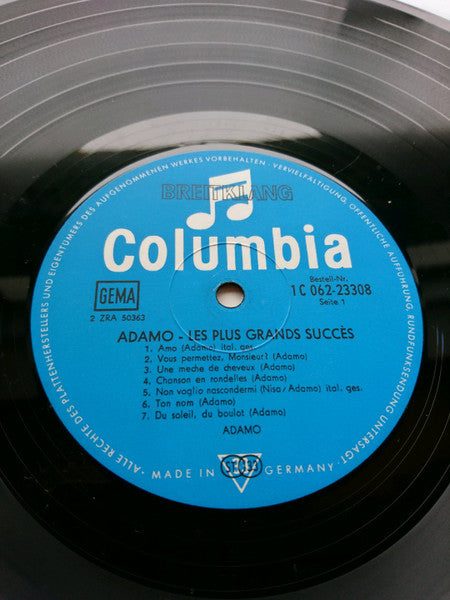 ALLE RECHTE DES PLATTENHERSTELLERS UND EIGENTÜMERS DES AUFGENOMMENEN WERKES VORBEHALTEN · VERVIELFÄLTIGUNG, ÖFFENTLICHE AUFFÜHRUNG, RUNDFUNKSENDUNG UNTERSAGT ·
BREITKLANG
Columbia
GEMA
2 ZRA 50363
Bestell-Nr.
1C 062-23308
Seite 1
ADAMO - LES PLUS GRANDS SUCCÈS
1. Amo (Adamo) ital. ges.
2. Vous permettez, Monsieur? (Adamo)
3. Une meche de cheveux (Adamo)
4. Chanson en rondelles (Adamo)
5. Non voglio nascondermi (Nisa/Adamo) ital. ges.
6. Ton nom (Adamo)
7. Du soleil, du boulot (Adamo)
ADAMO
MADE IN GERMANY
ST 33